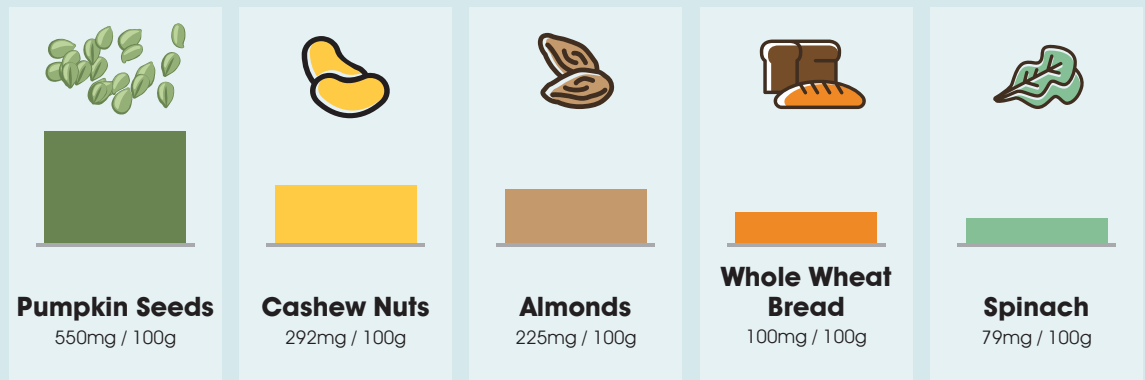 Pumpkin Seeds
550mg / 100g
Cashew Nuts
292mg / 100g
Almonds
225mg / 100g
Whole Wheat
Bread
100mg / 100g
Spinach
79mg / 100g